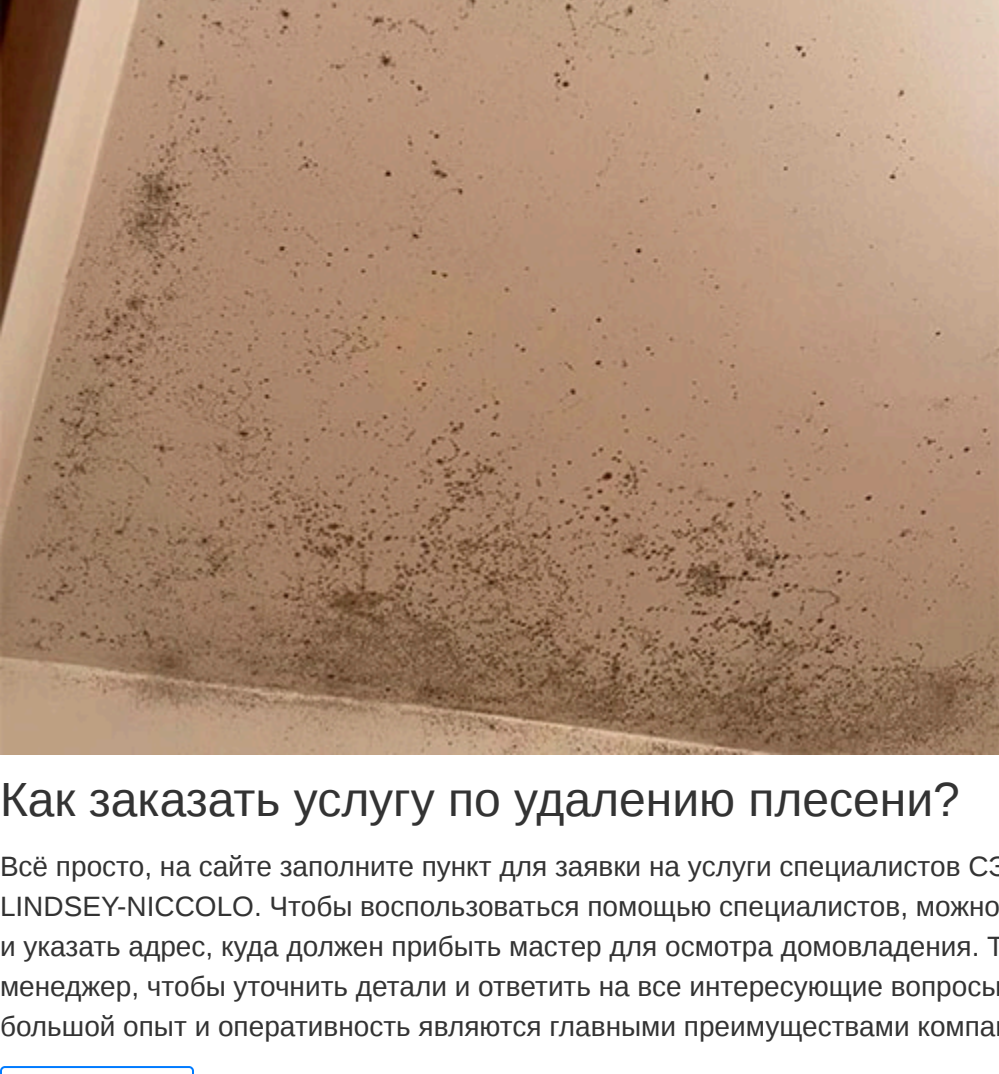 Как заказать услугу по удалению плесени?
Всё просто, на сайте заполните пункт для заявки на услуги специалистов
LINDSEY-NICCOLO. Чтобы воспользоваться помощью специалистов, можно
и указать адрес, куда должен прибыть мастер для осмотра домовладения.
менеджер, чтобы уточнить детали и ответить на все интересующие вопросы
большой опыт и оперативность являются главными преимуществами